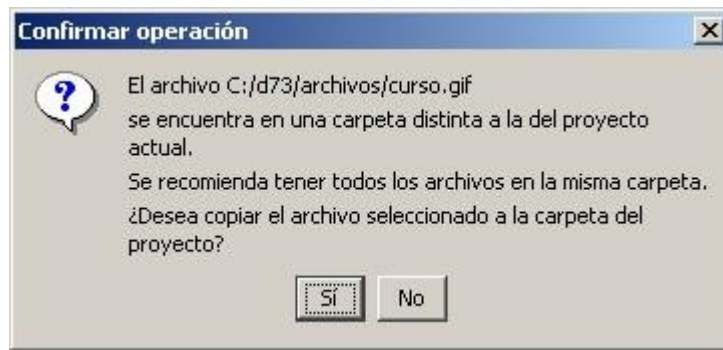 Confirmar operación
El archivo C:/d73/archivos/curso.gif
se encuentra en una carpeta distinta a la del proyecto
actual.
Se recomienda tener todos los archivos en la misma carpeta.
¿Desea copiar el archivo seleccionado a la carpeta del
proyecto?
Sí No